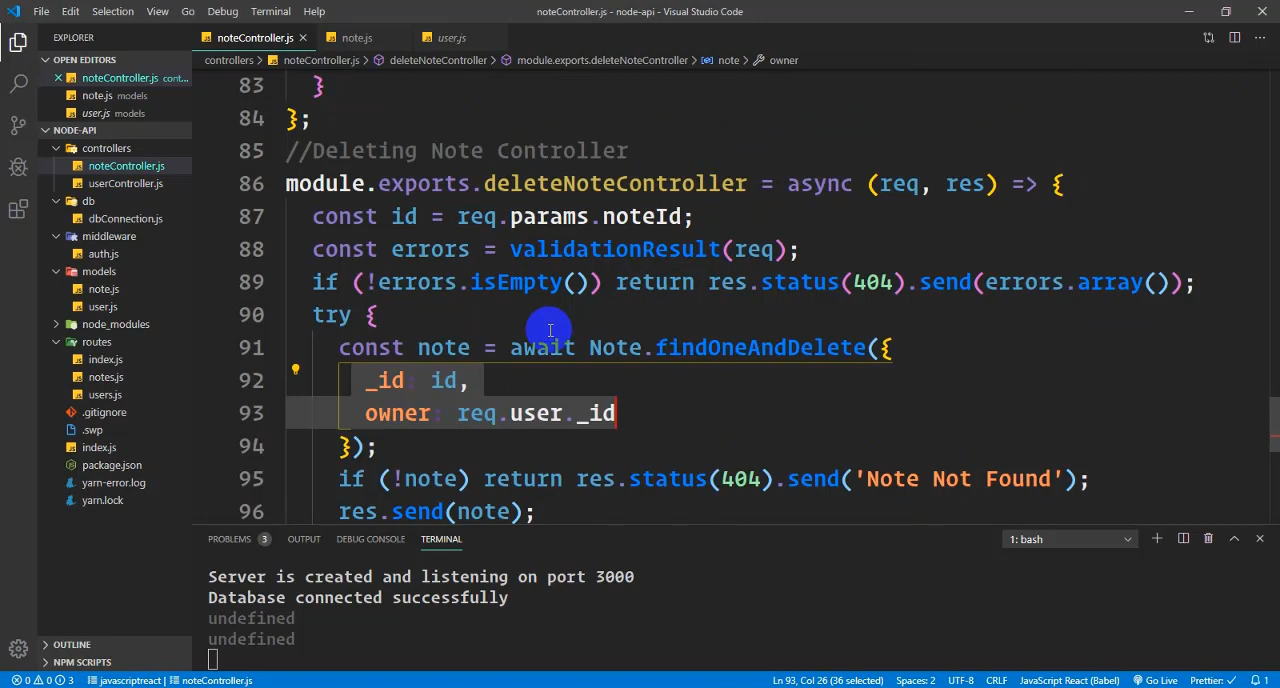 File Edit Selection View Go Debug Terminal Help
noteController.js - node-api - Visual Studio Code
EXPLORER
OPEN EDITORS
noteController.js cont...
note.js models
user.js models
NODE-API
controllers
noteController.js
userController.js
db
dbConnection.js
middleware
auth.js
models
note.js
user.js
node_modules
routes
index.js
notes.js
users.js
.gitignore
.swp
index.js
package.json
yarn-error.log
yarn.lock
OUTLINE
NPM SCRIPTS
noteController.js note.js user.js
controllers > noteController.js > deleteNoteController > module.exports.deleteNoteController > note > owner
83 }
84 };
85 //Deleting Note Controller
86 module.exports.deleteNoteController = async (req, res) => {
87 const id = req.params.noteId;
88 const errors = validationResult(req);
89 if (!errors.isEmpty()) return res.status(404).send(errors.array());
90 try {
91 const note = await Note.findOneAndDelete({
92 _id: id,
93 owner: req.user._id
94 });
95 if (!note) return res.status(404).send('Note Not Found');
96 res.send(note);
PROBLEMS 3 OUTPUT DEBUG CONSOLE TERMINAL
1: bash
Server is created and listening on port 3000
Database connected successfully
undefined
undefined
0 0 3 javascriptreact | noteController.js
Ln 93, Col 26 (36 selected) Spaces: 2 UTF-8 CRLF JavaScript React (Babel) Go Live Prettier: ✓ 1